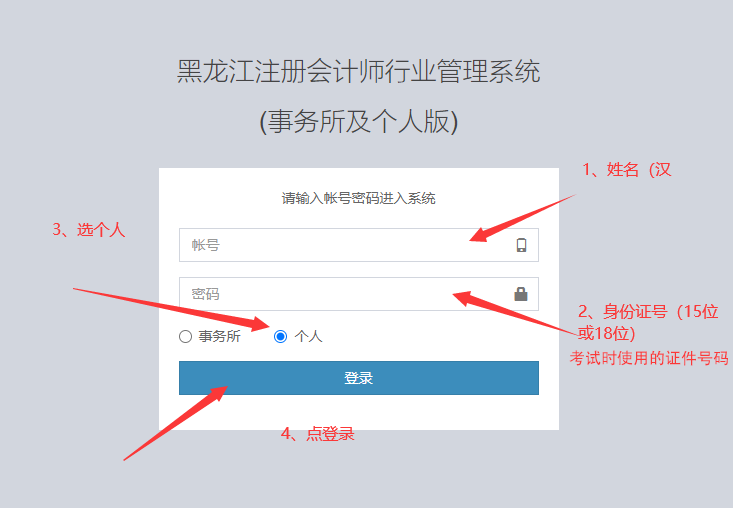 黑龙江注册会计师行业管理系统
(事务所及个人版)
1、姓名（汉
请输入帐号密码进入系统
3、选个人
帐号
密码
2、身份证号（15位
或18位）
考试时使用的证件号码
事务所 个人
登录
4、点登录